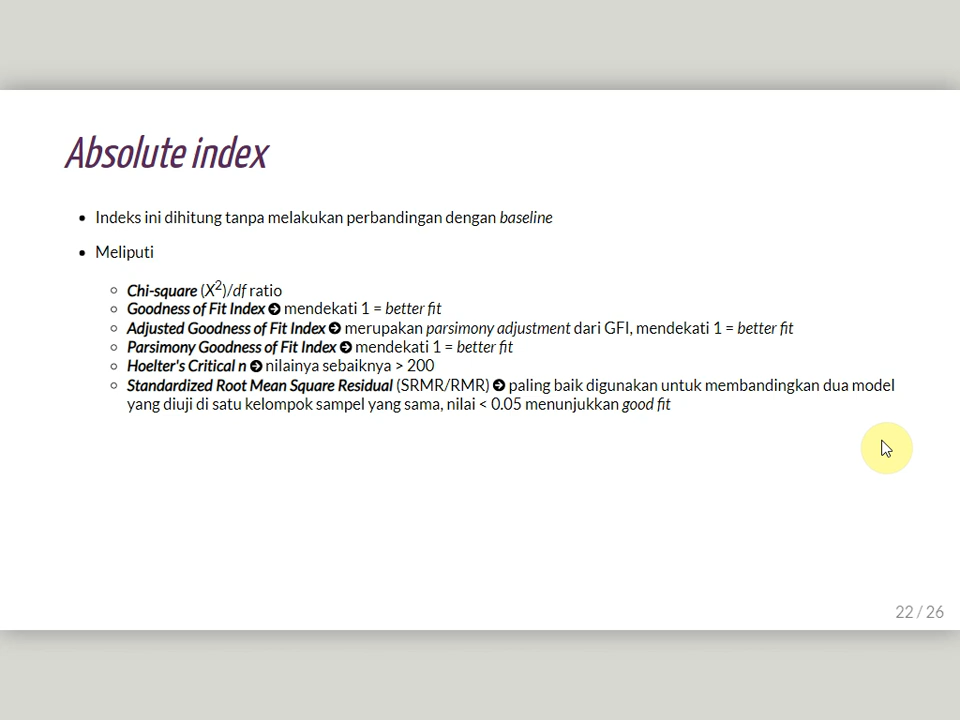 Absolute index
• Indeks ini dihitung tanpa melakukan perbandingan dengan baseline
• Meliputi
◦ Chi-square (X²)/df ratio
◦ Goodness of Fit Index ➲ mendekati 1 = better fit
◦ Adjusted Goodness of Fit Index ➲ merupakan parsimony adjustment dari GFI, mendekati 1 = better fit
◦ Parsimony Goodness of Fit Index ➲ mendekati 1 = better fit
◦ Hoelter's Critical n ➲ nilainya sebaiknya > 200
◦ Standardized Root Mean Square Residual (SRMR/RMR) ➲ paling baik digunakan untuk membandingkan dua model
yang diuji di satu kelompok sampel yang sama, nilai < 0.05 menunjukkan good fit
22 / 26